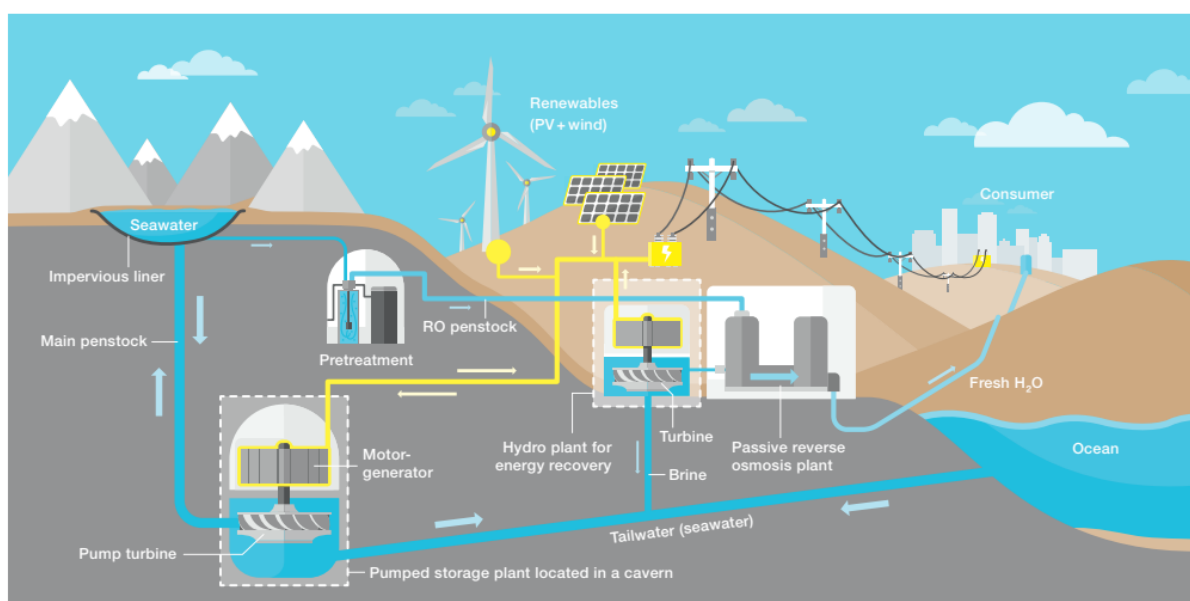 Renewables
(PV + wind)
Consumer
Seawater
Impervious liner
Main penstock
RO penstock
Pretreatment
Fresh H₂O
Motor-
generator
Hydro plant for
energy recovery
Turbine
Brine
Passive reverse
osmosis plant
Ocean
Tailwater (seawater)
Pump turbine
Pumped storage plant located in a cavern